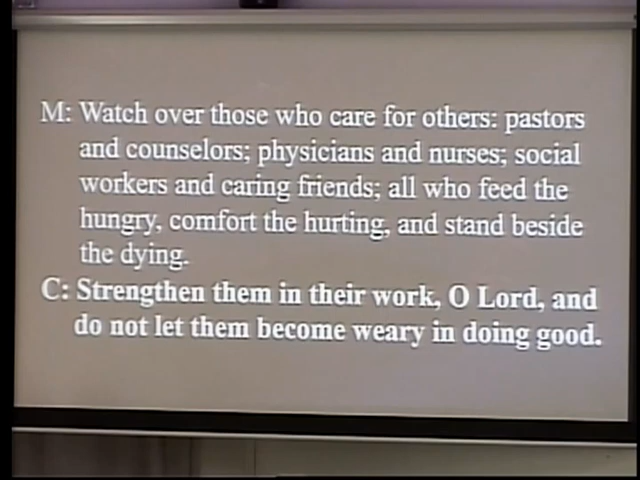 M: Watch over those who care for others: pastors
and counselors; physicians and nurses; social
workers and caring friends; all who feed the
hungry, comfort the hurting, and stand beside
the dying.
C: Strengthen them in their work, O Lord, and
do not let them become weary in doing good.